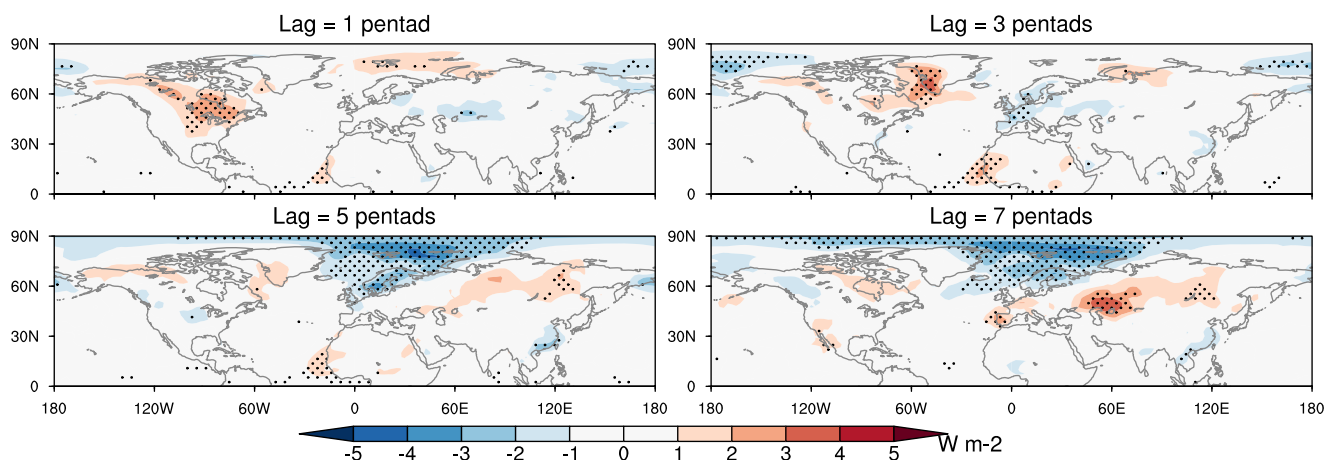 Lag = 1 pentad
Lag = 3 pentads
90N
60N
30N
0
90N
60N
30N
0
Lag = 5 pentads
Lag = 7 pentads
90N
60N
30N
0
180 120W 60W 0 60E 120E 180
90N
60N
30N
0
180 120W 60W 0 60E 120E 180
-5 -4 -3 -2 -1 0 1 2 3 4 5 W m-2